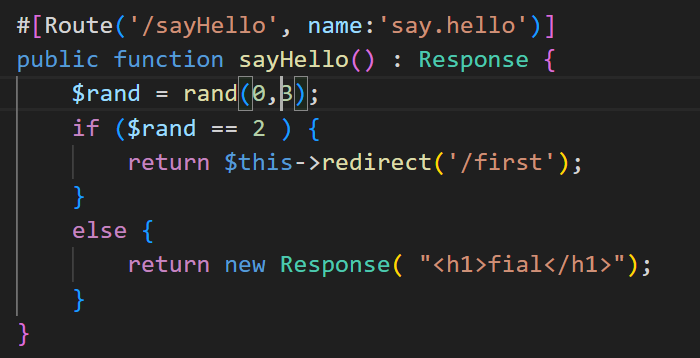 #[Route('/sayHello', name:'say.hello')]
public function sayHello() : Response {
    $rand = rand(0,3);
    if ($rand == 2 ) {
        return $this->redirect('/first');
    }
    else {
        return new Response( "<h1>fial</h1>");
    }
}